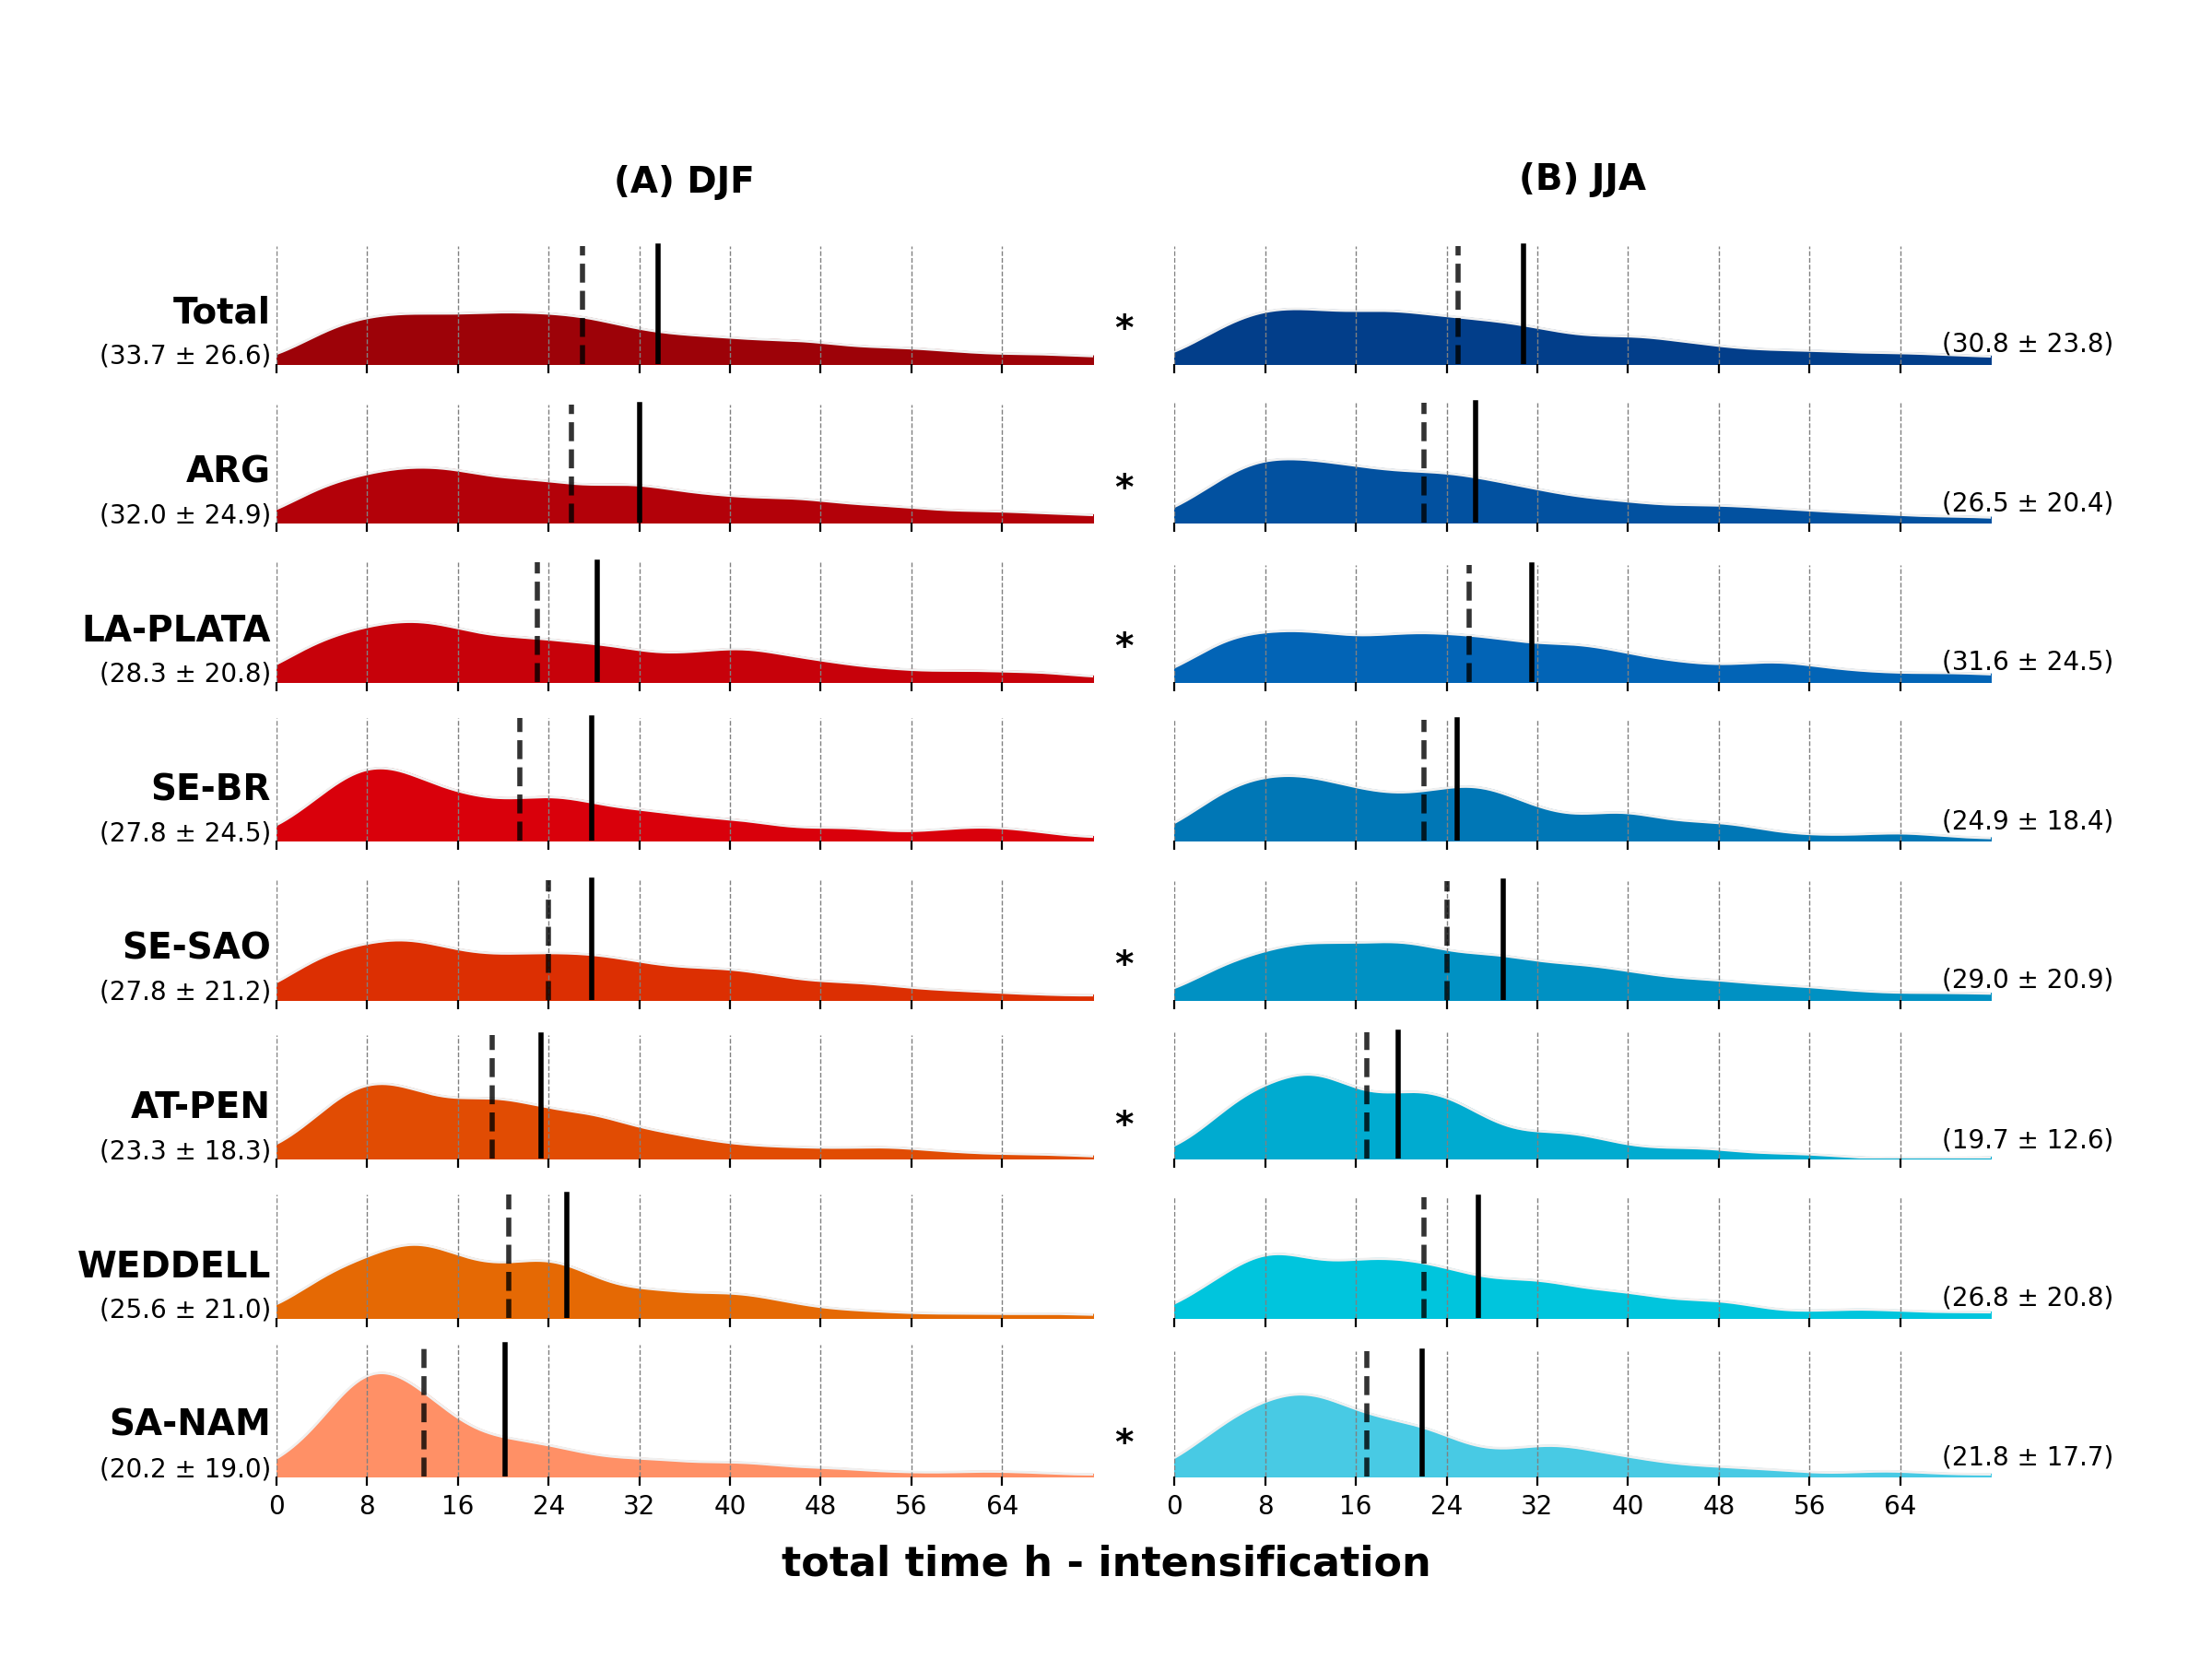 (A) DJF
(B) JJA
Total
(33.7 ± 26.6)
*
(30.8 ± 23.8)
ARG
(32.0 ± 24.9)
*
(26.5 ± 20.4)
LA-PLATA
(28.3 ± 20.8)
*
(31.6 ± 24.5)
SE-BR
(27.8 ± 24.5)
(24.9 ± 18.4)
SE-SAO
(27.8 ± 21.2)
*
(29.0 ± 20.9)
AT-PEN
(23.3 ± 18.3)
*
(19.7 ± 12.6)
WEDDELL
(25.6 ± 21.0)
(26.8 ± 20.8)
SA-NAM
(20.2 ± 19.0)
*
(21.8 ± 17.7)
0 8 16 24 32 40 48 56 64
0 8 16 24 32 40 48 56 64
total time h - intensification